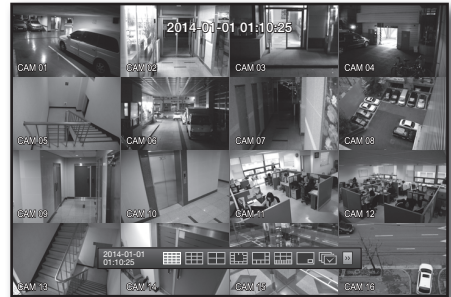 2014-01-01 01:10:25
CAM 01
CAM 02
CAM 03
CAM 04
CAM 05
CAM 06
CAM 07
CAM 08
CAM 09
CAM 10
CAM 11
CAM 12
2014-01-01
01:10:25
CAM 13
CAM 14
CAM 15
CAM 16